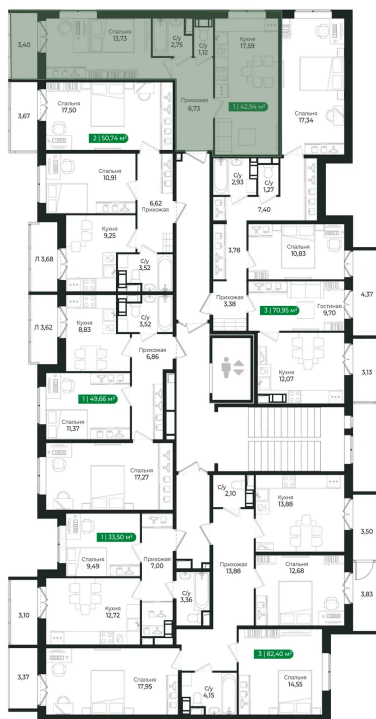 3,40
Спальня
13,73
С/у
2,75
С/у
1,12
Кухня
17,59
Прихожая
6,73
1 | 42,94 м²
Спальня
17,34
3,67
Спальня
17,50
2 | 50,74 м²
Спальня
10,91
6,62
Прихожая
С/у
2,93
С/у
1,27
7,40
Кухня
9,25
Л 3,68
С/у
3,52
3,78
Спальня
10,83
4,37
Прихожая
3,38
3 | 70,95 м²
Гостиная
9,70
Л 3,62
Кухня
8,83
С/у
3,52
Прихожая
6,86
Кухня
12,07
3,13
1 | 49,66 м²
Спальня
11,37
Спальня
17,27
С/у
2,10
Кухня
13,88
1 | 33,50 м²
Спальня
9,49
Прихожая
7,00
Прихожая
13,88
3,50
Спальня
12,68
3,83
С/у
3,36
3,10
Кухня
12,72
3 | 82,40 м²
3,37
Спальня
17,95
С/у
4,15
Спальня
14,55